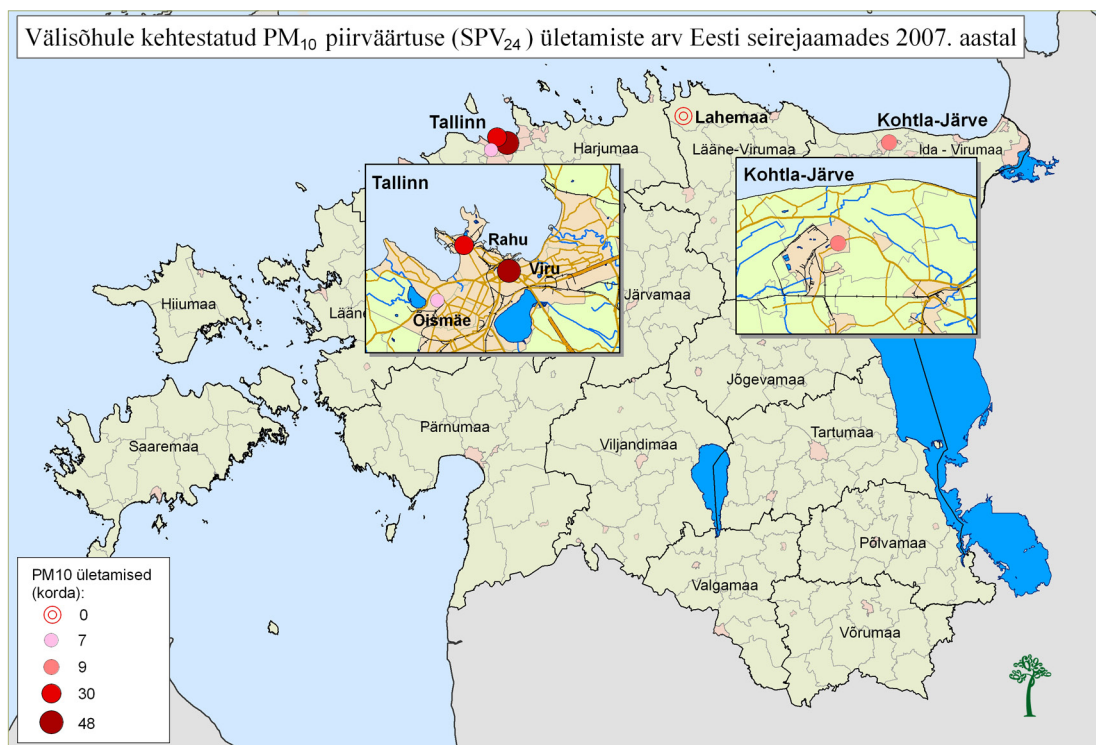 Välisõhule kehtestatud PM₁₀ piirväärtuse (SPV₂₄ ) ületamiste arv Eesti seirejaamades 2007. aastal
Tallinn
Lahemaa
Kohtla-Järve
Harjumaa
Lääne-Virumaa
Ida - Virumaa
Tallinn
Rahu
Viru
Õismäe
Kohtla-Järve
Hiiumaa
Lääne
Järvamaa
Jõgevamaa
Saaremaa
Pärnumaa
Viljandimaa
Tartumaa
Põlvamaa
Valgamaa
Võrumaa
PM10 ületamised
(korda):
0
7
9
30
48